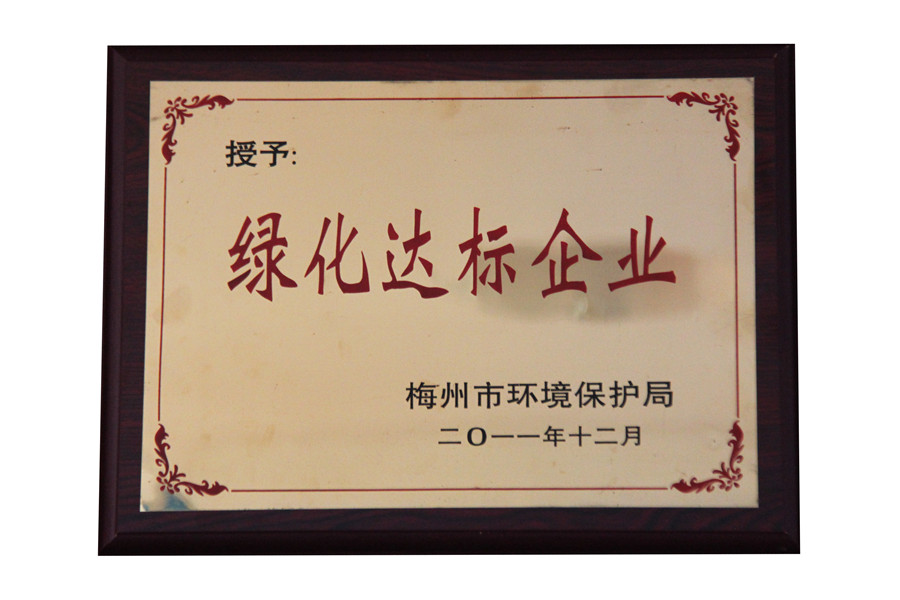 授予:
绿化达标企业
梅州市环境保护局
二O一一年十二月